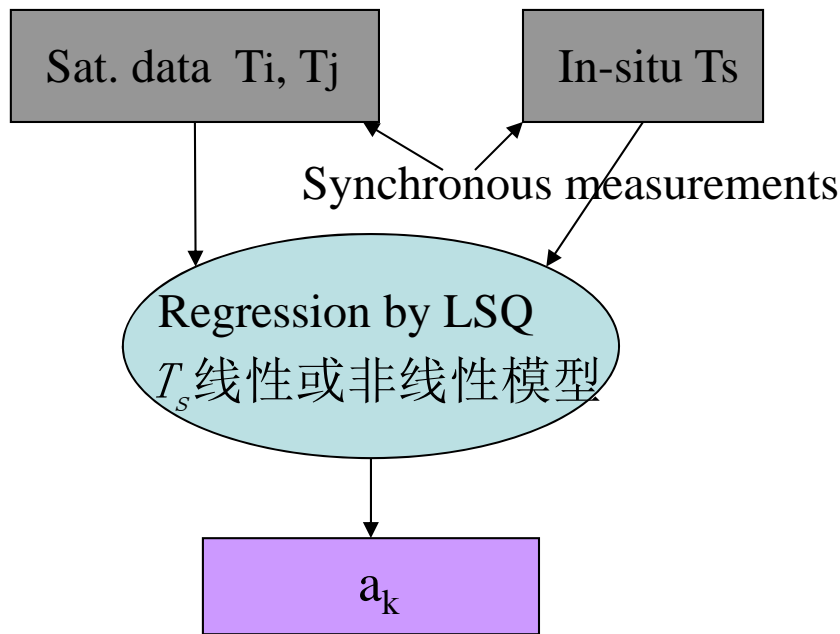 Sat. data Ti, Tj
In-situ Ts
Synchronous measurements
Regression by LSQ
Ts线性或非线性模型
ak